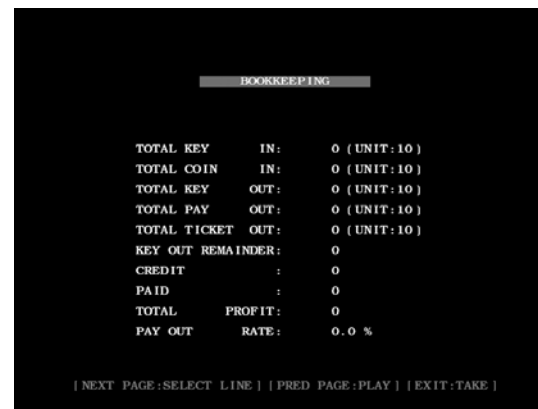 BOOKKEEPING
TOTAL KEY IN: 0 (UNIT:10)
TOTAL COIN IN: 0 (UNIT:10)
TOTAL KEY OUT: 0 (UNIT:10)
TOTAL PAY OUT: 0 (UNIT:10)
TOTAL TICKET OUT: 0 (UNIT:10)
KEY OUT REMAINDER: 0
CREDIT : 0
PAID : 0
TOTAL PROFIT: 0
PAY OUT RATE: 0.0 %
[NEXT PAGE:SELECT LINE] [PRED PAGE:PLAY] [EXIT:TAKE]